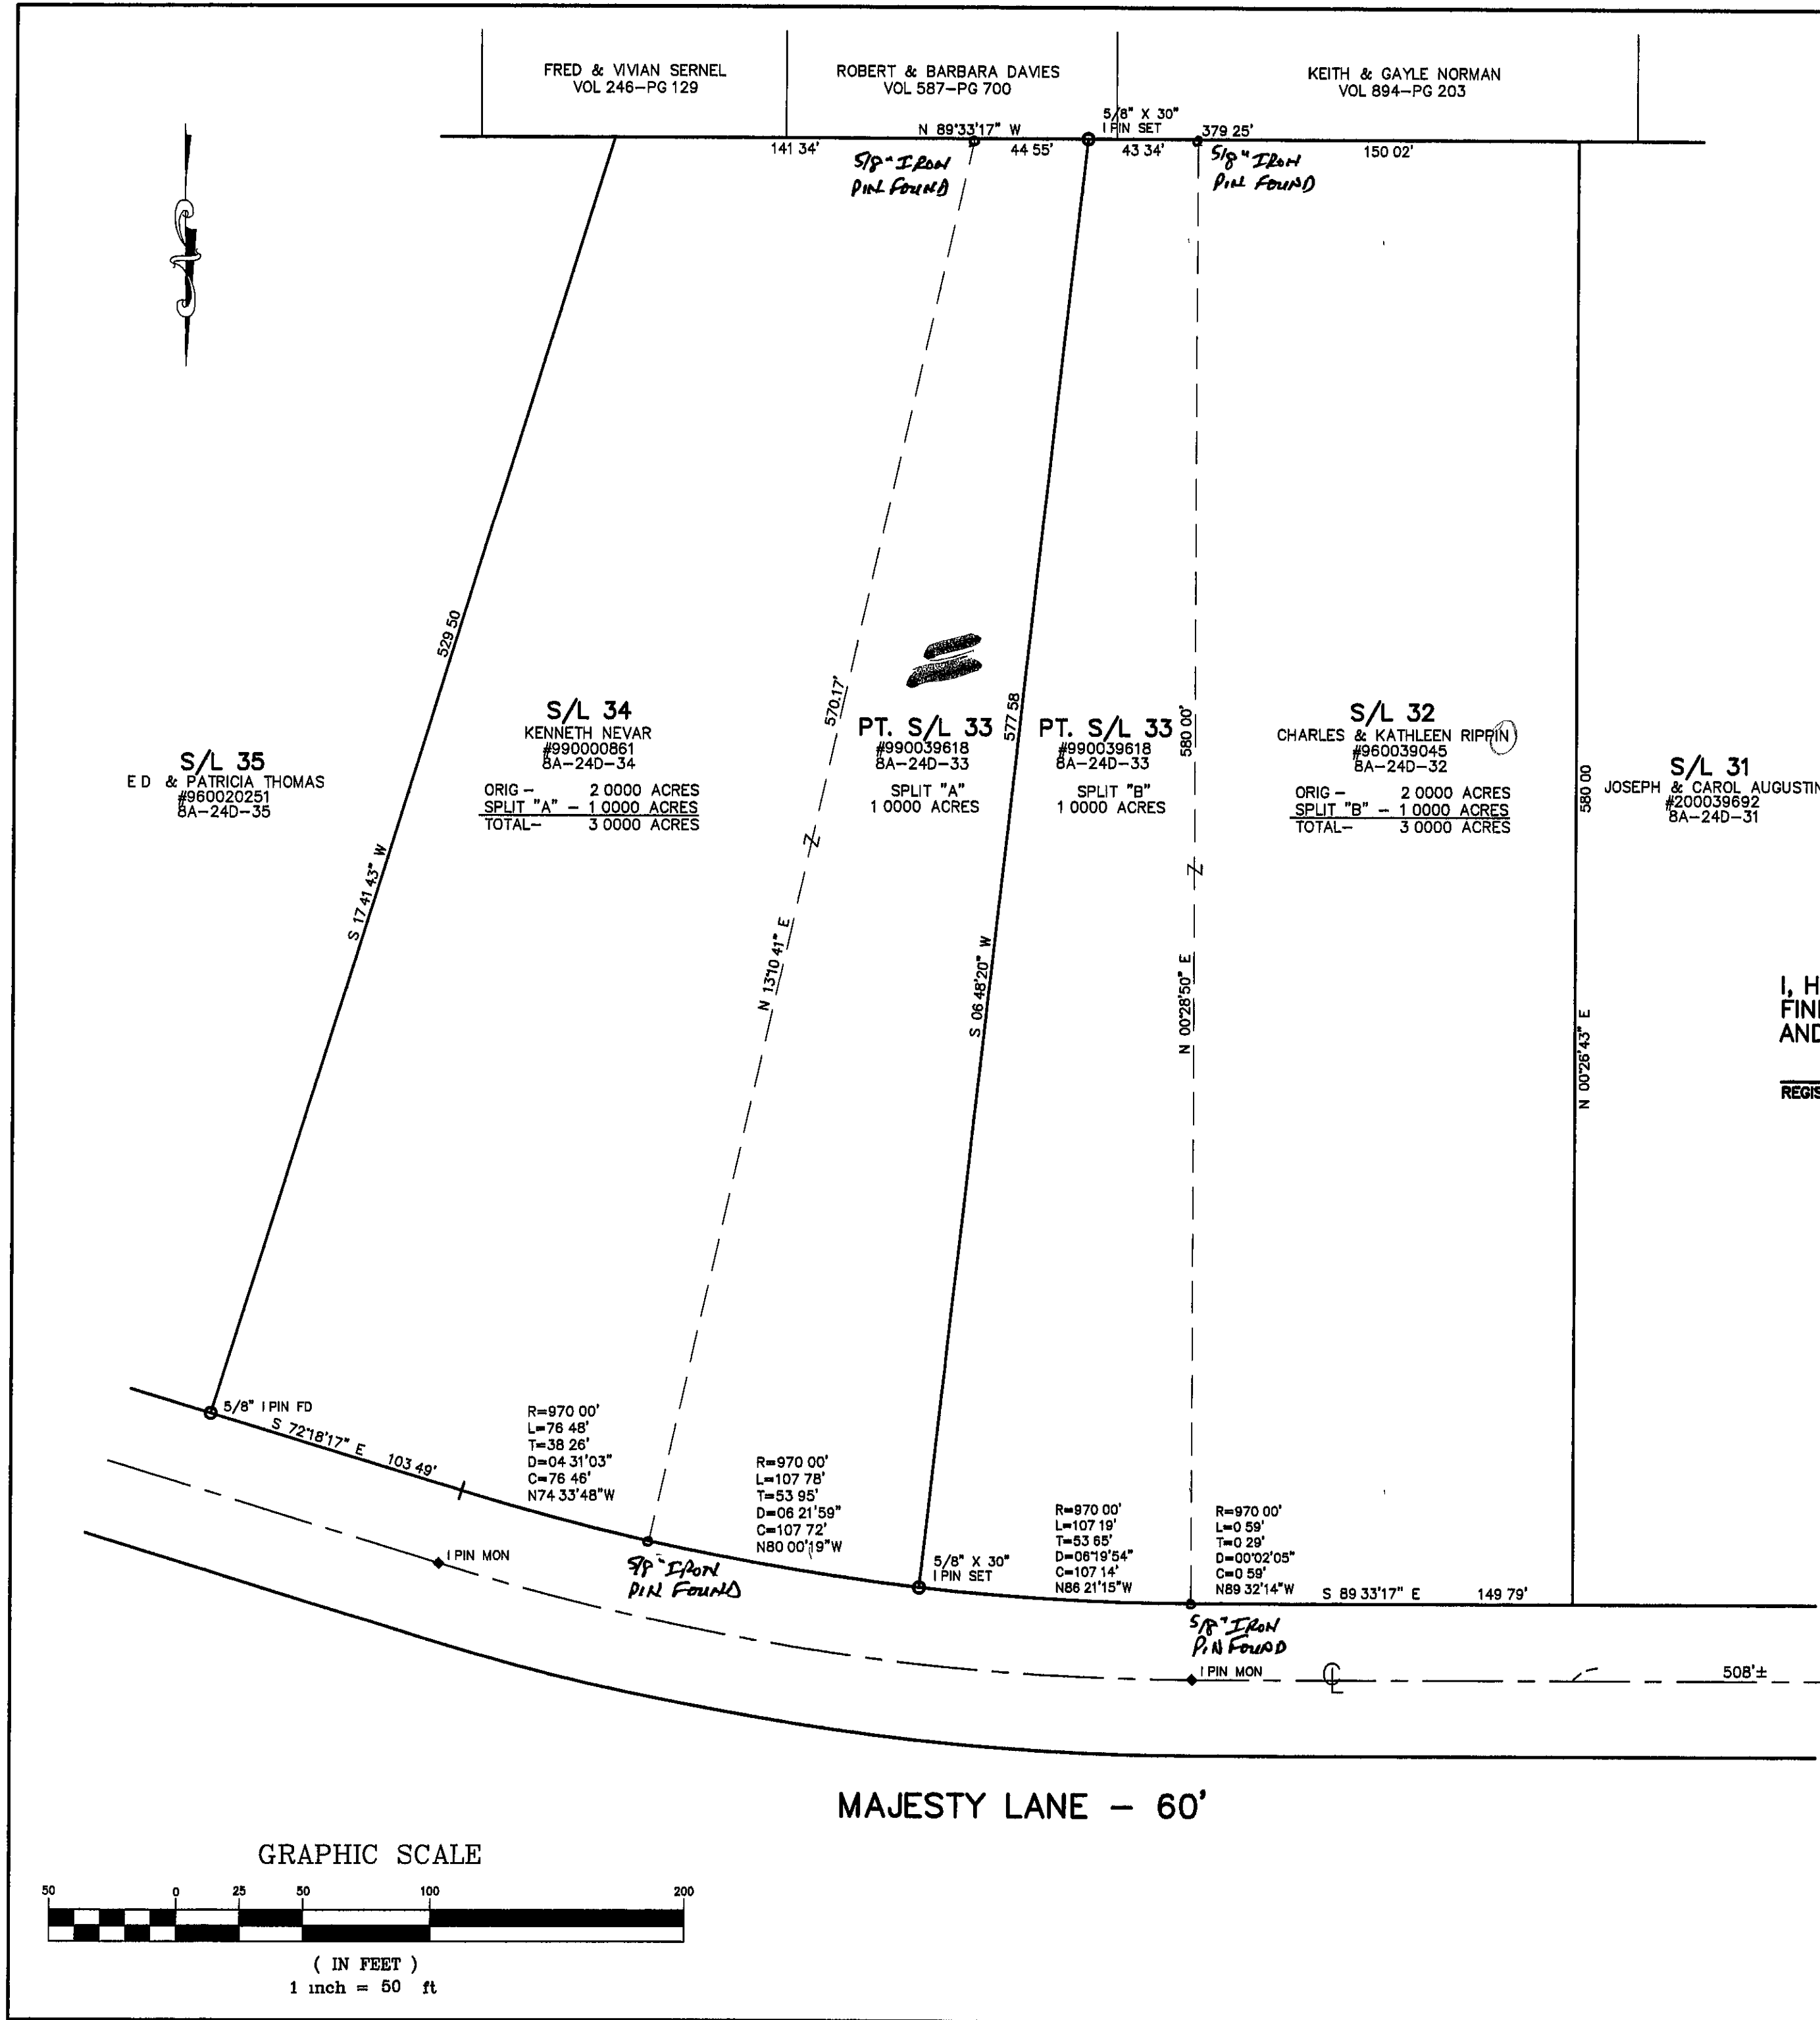 FRED & VIVIAN SERNEL
VOL 246-PG 129
ROBERT & BARBARA DAVIES
VOL 587-PG 700
KEITH & GAYLE NORMAN
VOL 894-PG 203
5/8" X 30"
I PIN SET
N 89°33'17" W
379 25'
141 34'
44 55'
43 34'
150 02'
5/8" IRON
PIN FOUND
5/8" IRON
PIN FOUND
529 50
S 17 41 43" W
570.17'
N 13°10 41" E
577 58
S 06 48'20" W
580 00'
N 00°28'50" E
580 00
N 00°26'43" E
S/L 35
E D & PATRICIA THOMAS
#960020251
8A-24D-35
S/L 34
KENNETH NEVAR
#990000861
8A-24D-34
ORIG - 2 0000 ACRES
SPLIT "A" - 1 0000 ACRES
TOTAL- 3 0000 ACRES
PT. S/L 33
#990039618
8A-24D-33
SPLIT "A"
1 0000 ACRES
PT. S/L 33
#990039618
8A-24D-33
SPLIT "B"
1 0000 ACRES
S/L 32
CHARLES & KATHLEEN RIPPIN
#960039045
8A-24D-32
ORIG - 2 0000 ACRES
SPLIT "B" - 1 0000 ACRES
TOTAL- 3 0000 ACRES
S/L 31
JOSEPH & CAROL AUGUSTIN
#200039692
8A-24D-31
I, H
FIN
AND
REGIS
5/8" I PIN FD
S 72°18'17" E
103 49'
R=970 00'
L=76 48'
T=38 26'
D=04 31'03"
C=76 46'
N74 33'48"W
R=970 00'
L=107 78'
T=53 95'
D=06 21'59"
C=107 72'
N80 00'19"W
5/8" X 30"
I PIN SET
R=970 00'
L=107 19'
T=53 65'
D=06°19'54"
C=107 14'
N86 21'15"W
R=970 00'
L=0 59'
T=0 29'
D=00°02'05"
C=0 59'
N89 32'14"W
S 89 33'17" E
149 79'
I PIN MON
5/8" IRON
PIN FOUND
5/8" IRON
PIN FOUND
I PIN MON
CL
508'±
MAJESTY LANE - 60'
GRAPHIC SCALE
50 0 25 50 100 200
( IN FEET )
1 inch = 50 ft